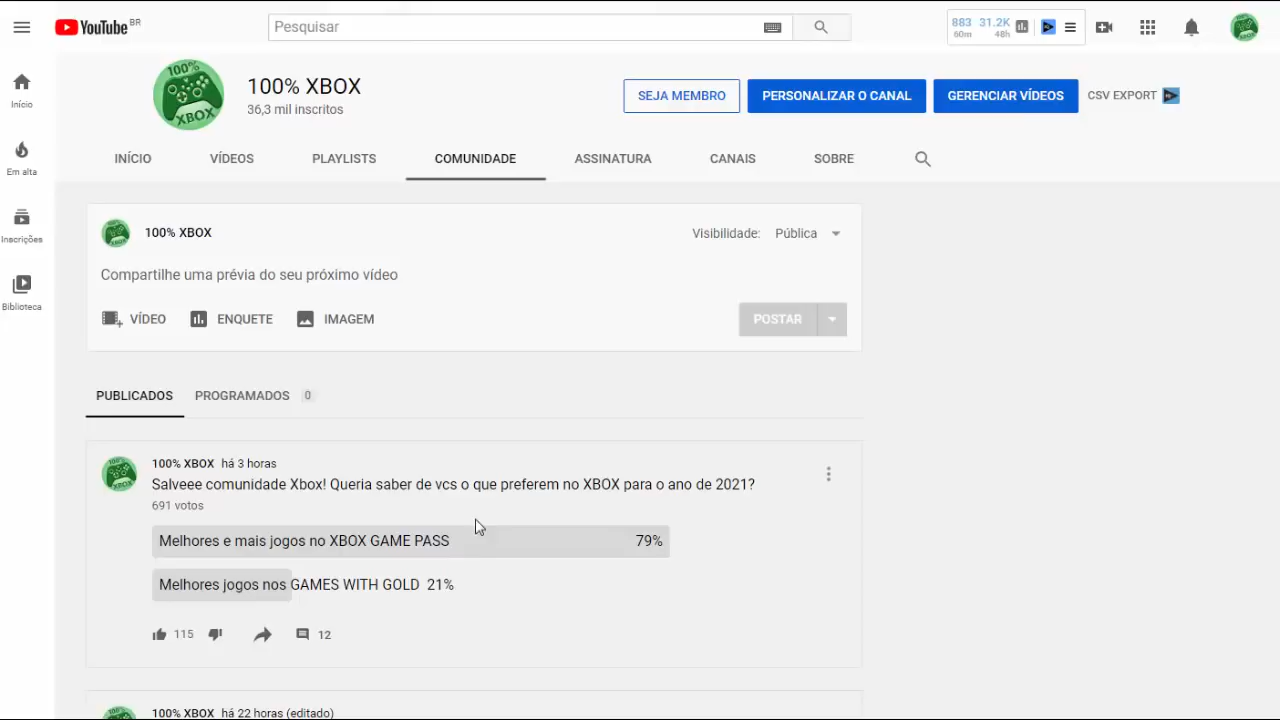 YouTube BR
Pesquisar
883 31.2K
60m 48h
Início
Em alta
Inscrições
Biblioteca
100% XBOX
100% XBOX
36,3 mil inscritos
SEJA MEMBRO
PERSONALIZAR O CANAL
GERENCIAR VÍDEOS
CSV EXPORT
INÍCIO VÍDEOS PLAYLISTS COMUNIDADE ASSINATURA CANAIS SOBRE
100% XBOX
Visibilidade: Pública
Compartilhe uma prévia do seu próximo vídeo
VÍDEO ENQUETE IMAGEM
POSTAR
PUBLICADOS PROGRAMADOS 0
100% XBOX há 3 horas
Salveee comunidade Xbox! Queria saber de vcs o que preferem no XBOX para o ano de 2021?
691 votos
Melhores e mais jogos no XBOX GAME PASS 79%
Melhores jogos nos GAMES WITH GOLD 21%
115 12
100% XBOX há 22 horas (editado)